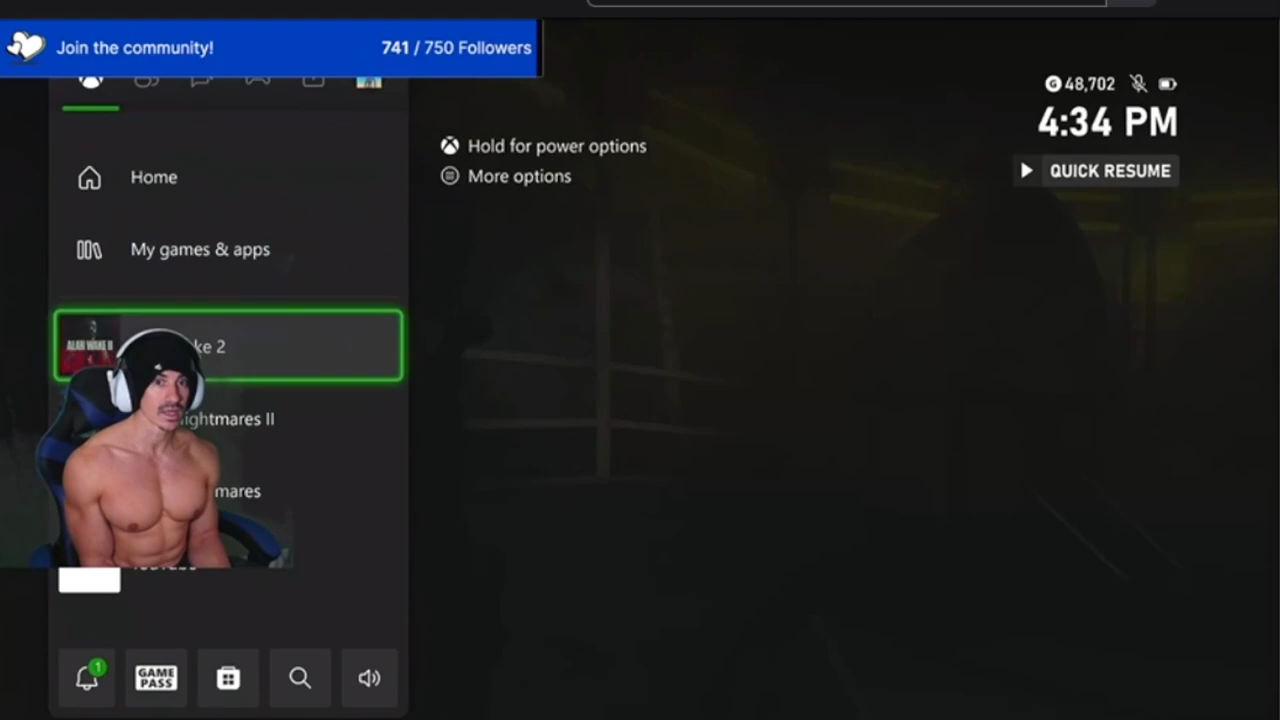 Join the community!
741 / 750 Followers
48,702
4:34 PM
QUICK RESUME
Hold for power options
More options
Home
My games & apps
ALAN WAKE II
ke 2
ightmares II
mares
1
GAME
PASS